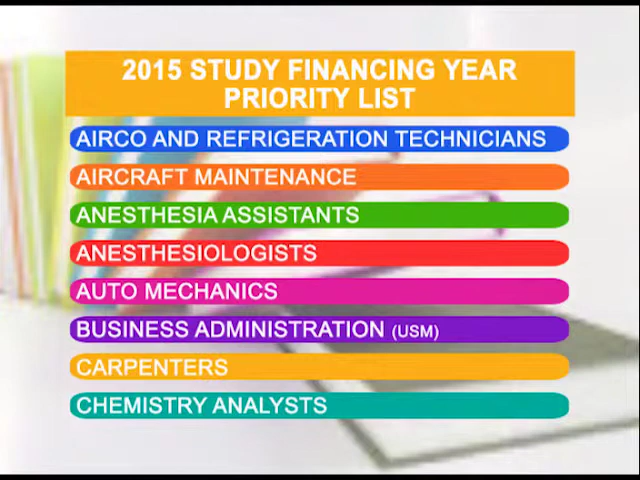 2015 STUDY FINANCING YEAR
PRIORITY LIST
AIRCO AND REFRIGERATION TECHNICIANS
AIRCRAFT MAINTENANCE
ANESTHESIA ASSISTANTS
ANESTHESIOLOGISTS
AUTO MECHANICS
BUSINESS ADMINISTRATION (USM)
CARPENTERS
CHEMISTRY ANALYSTS